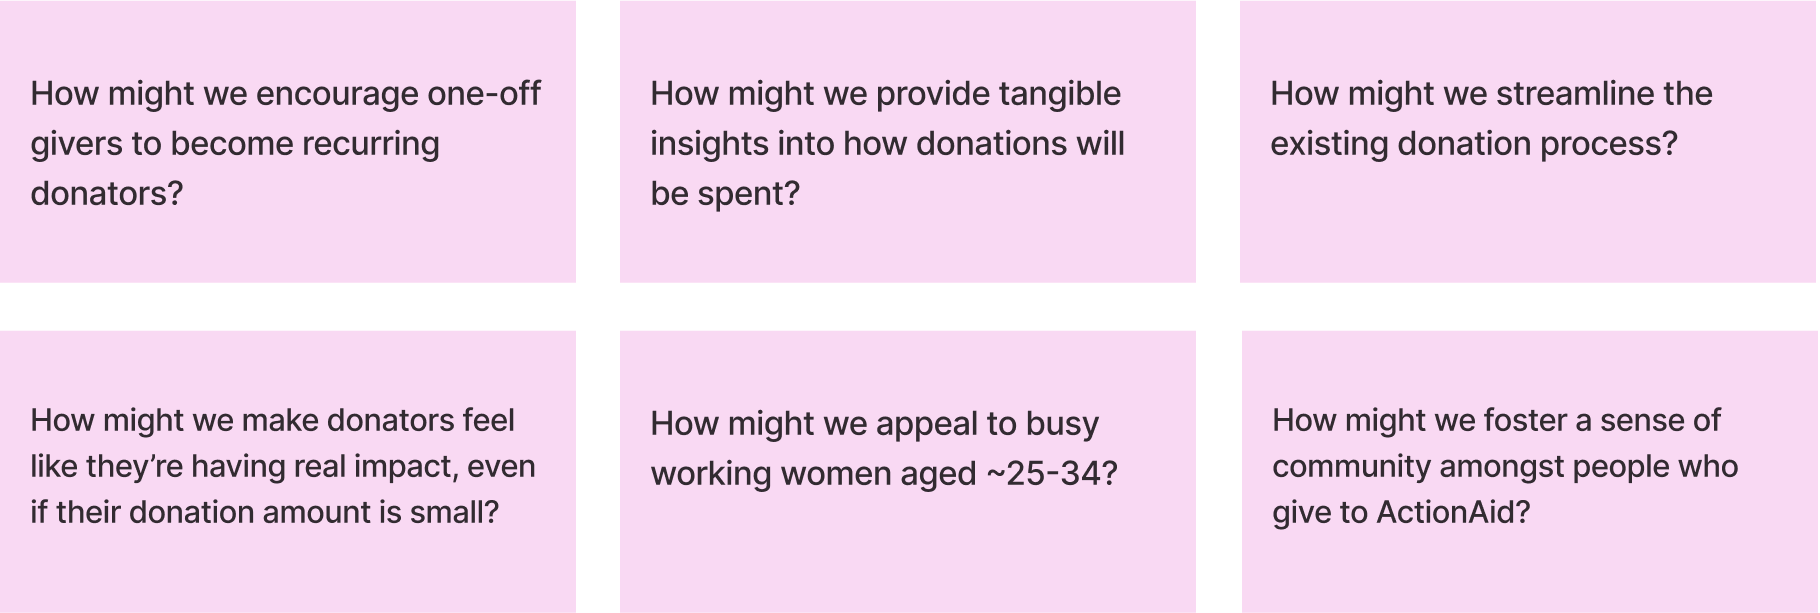 How might we encourage one-off
givers to become recurring
donators?
How might we provide tangible
insights into how donations will
be spent?
How might we streamline the
existing donation process?
How might we make donators feel
like they’re having real impact, even
if their donation amount is small?
How might we appeal to busy
working women aged ~25-34?
How might we foster a sense of
community amongst people who
give to ActionAid?